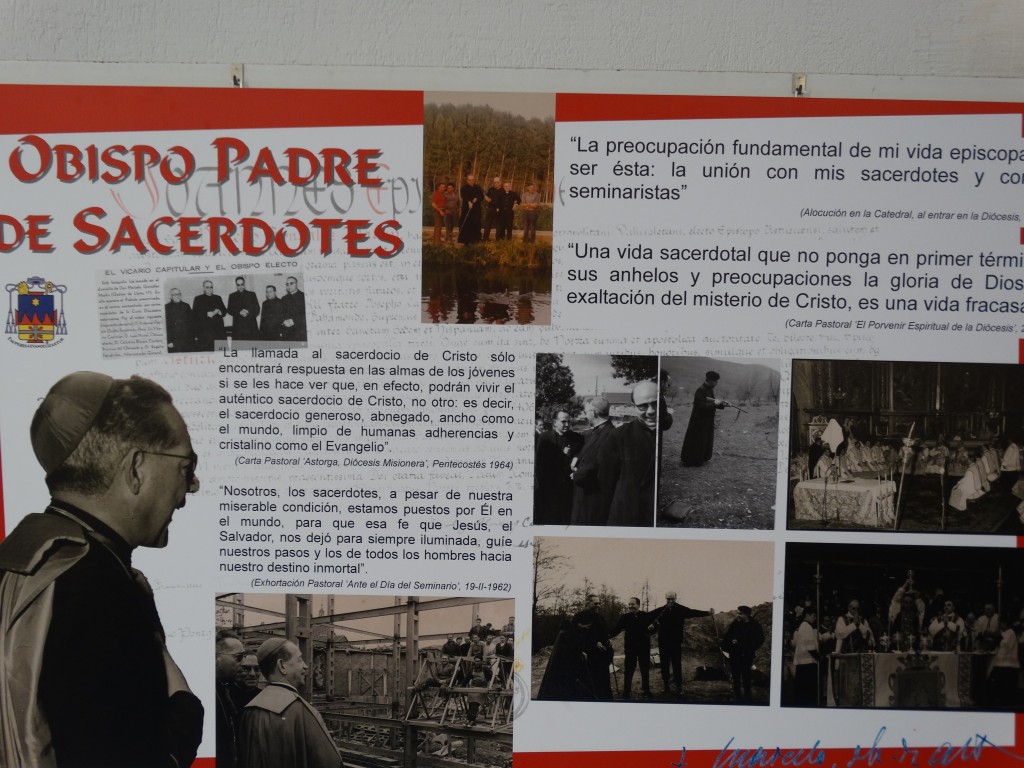 OBISPO PADRE
DE SACERDOTES
EL VICARIO CAPITULAR Y EL OBISPO ELECTO
“La preocupación fundamental de mi vida episcopa
ser ésta: la unión con mis sacerdotes y co
seminaristas”
(Alocución en la Catedral, al entrar en la Diócesis,
“Una vida sacerdotal que no ponga en primer térmi
sus anhelos y preocupaciones la gloria de Dios
exaltación del misterio de Cristo, es una vida fracasa
(Carta Pastoral ‘El Porvenir Espiritual de la Diócesis’,
“La llamada al sacerdocio de Cristo sólo
encontrará respuesta en las almas de los jóvenes
si se les hace ver que, en efecto, podrán vivir el
auténtico sacerdocio de Cristo, no otro: es decir,
el sacerdocio generoso, abnegado, ancho como
el mundo, limpio de humanas adherencias y
cristalino como el Evangelio”.
(Carta Pastoral ‘Astorga, Diócesis Misionera’, Pentecostés 1964)
“Nosotros, los sacerdotes, a pesar de nuestra
miserable condición, estamos puestos por Él en
el mundo, para que esa fe que Jesús, el
Salvador, nos dejó para siempre iluminada, guíe
nuestros pasos y los de todos los hombres hacia
nuestro destino inmortal”.
(Exhortación Pastoral ‘Ante el Día del Seminario’, 19-II-1962)